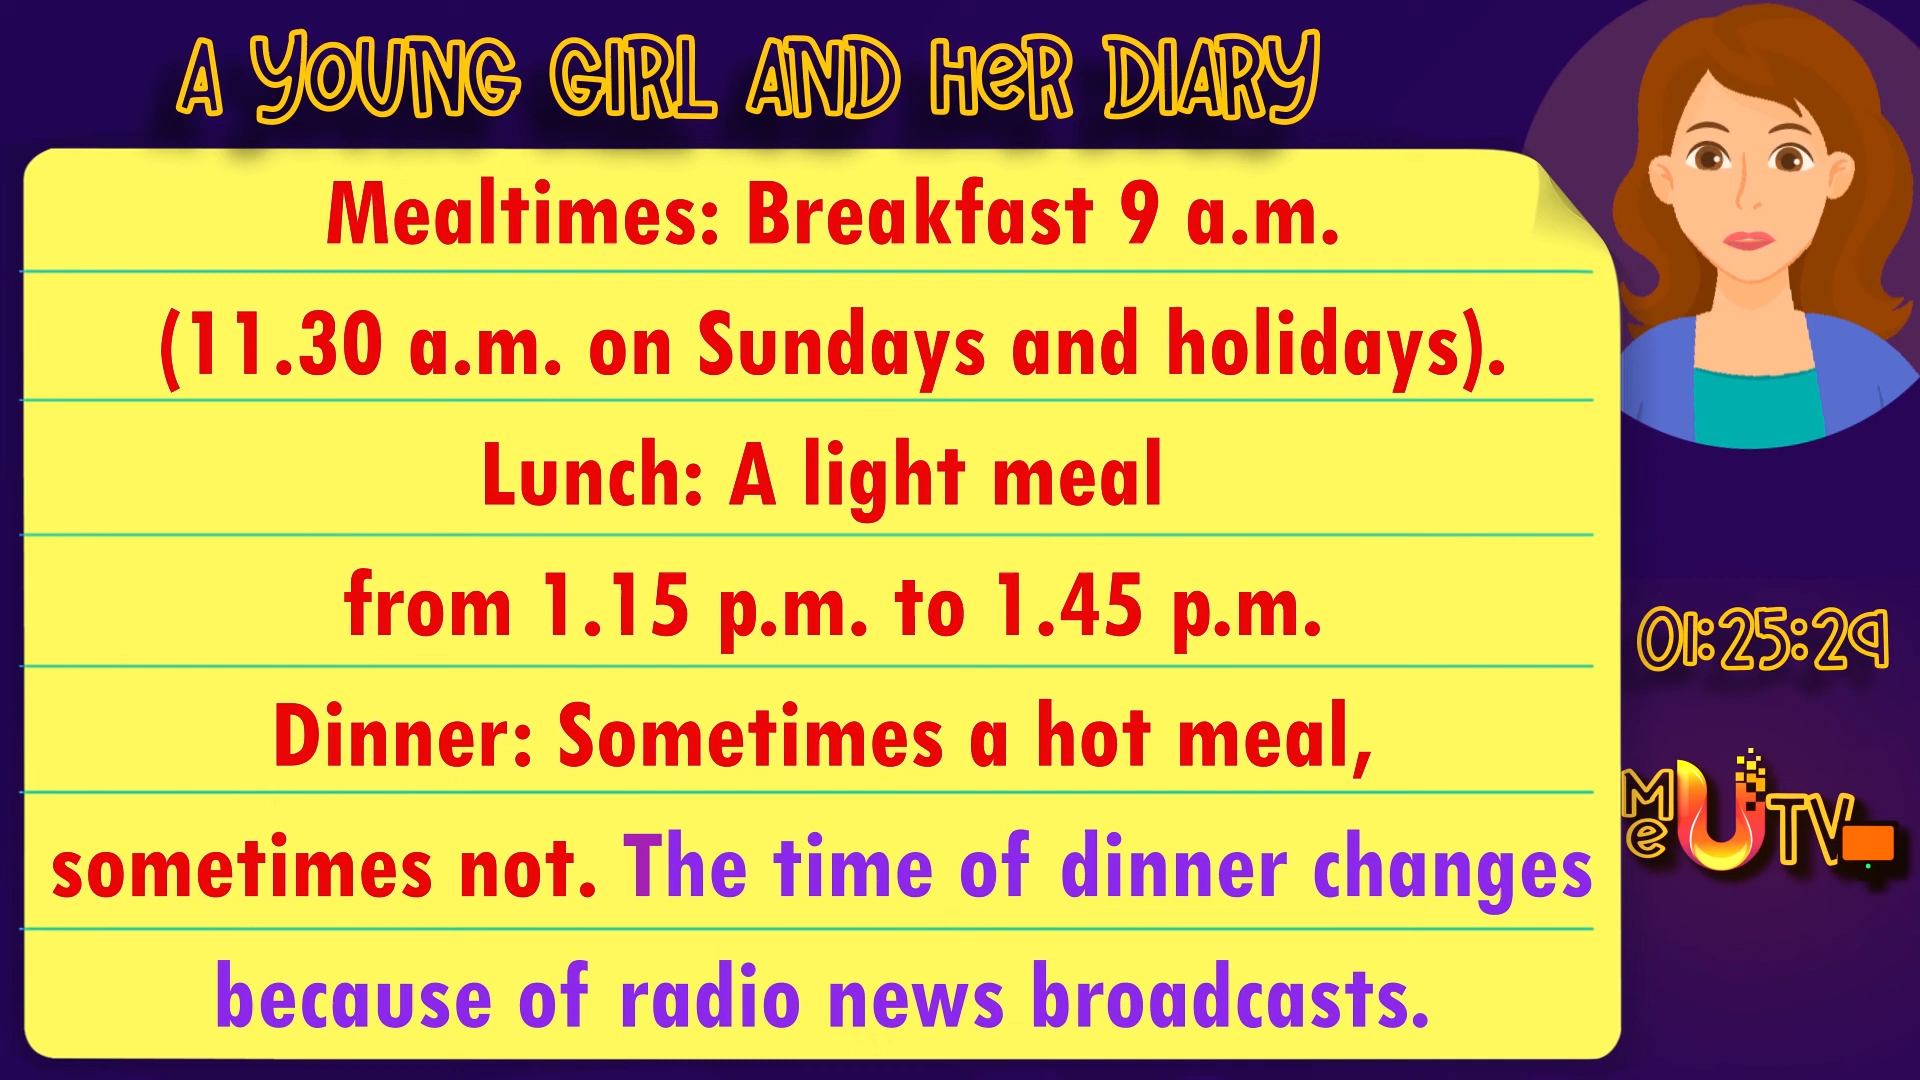 A YOUNG GIRL AND HER DIARY
Mealtimes: Breakfast 9 a.m.
(11.30 a.m. on Sundays and holidays).
Lunch: A light meal
from 1.15 p.m. to 1.45 p.m.
Dinner: Sometimes a hot meal,
sometimes not. The time of dinner changes
because of radio news broadcasts.
01:25:29
Me U TV